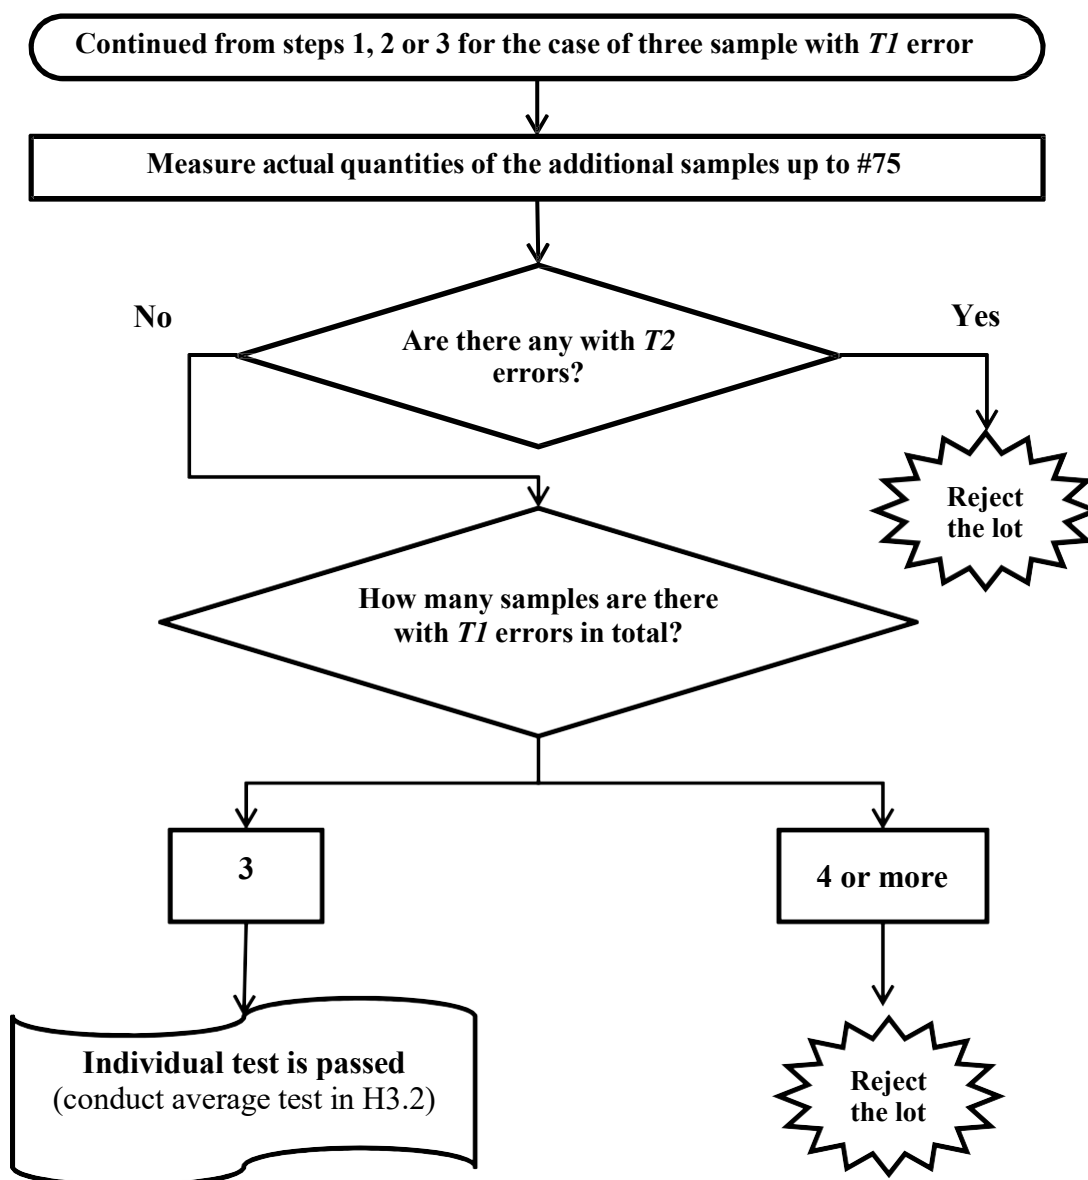 Continued from steps 1, 2 or 3 for the case of three sample with T1 error
Measure actual quantities of the additional samples up to #75
No
Yes
Are there any with T2
errors?
Reject
the lot
How many samples are there
with T1 errors in total?
3
4 or more
Individual test is passed
(conduct average test in H3.2)
Reject
the lot